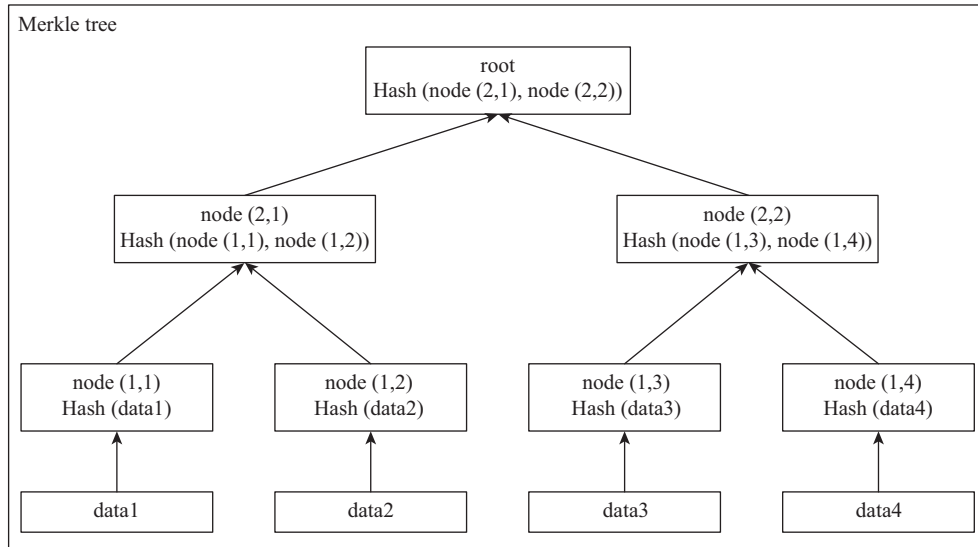 Merkle tree
root
Hash (node (2,1), node (2,2))
node (2,1)
Hash (node (1,1), node (1,2))
node (2,2)
Hash (node (1,3), node (1,4))
node (1,1)
Hash (data1)
node (1,2)
Hash (data2)
node (1,3)
Hash (data3)
node (1,4)
Hash (data4)
data1
data2
data3
data4